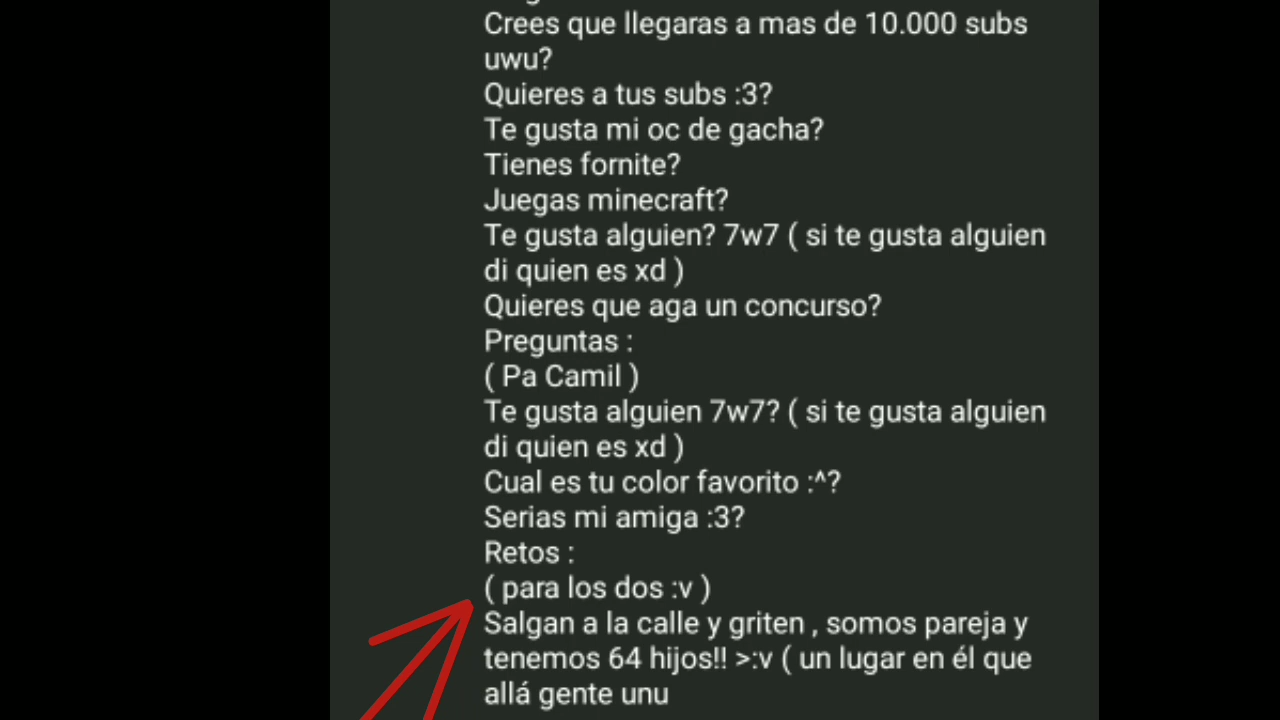 Crees que llegaras a mas de 10.000 subs
uwu?
Quieres a tus subs :3?
Te gusta mi oc de gacha?
Tienes fornite?
Juegas minecraft?
Te gusta alguien? 7w7 ( si te gusta alguien
di quien es xd )
Quieres que aga un concurso?
Preguntas :
( Pa Camil )
Te gusta alguien 7w7? ( si te gusta alguien
di quien es xd )
Cual es tu color favorito :^?
Serias mi amiga :3?
Retos :
( para los dos :v )
Salgan a la calle y griten , somos pareja y
tenemos 64 hijos!! >:v ( un lugar en él que
allá gente unu